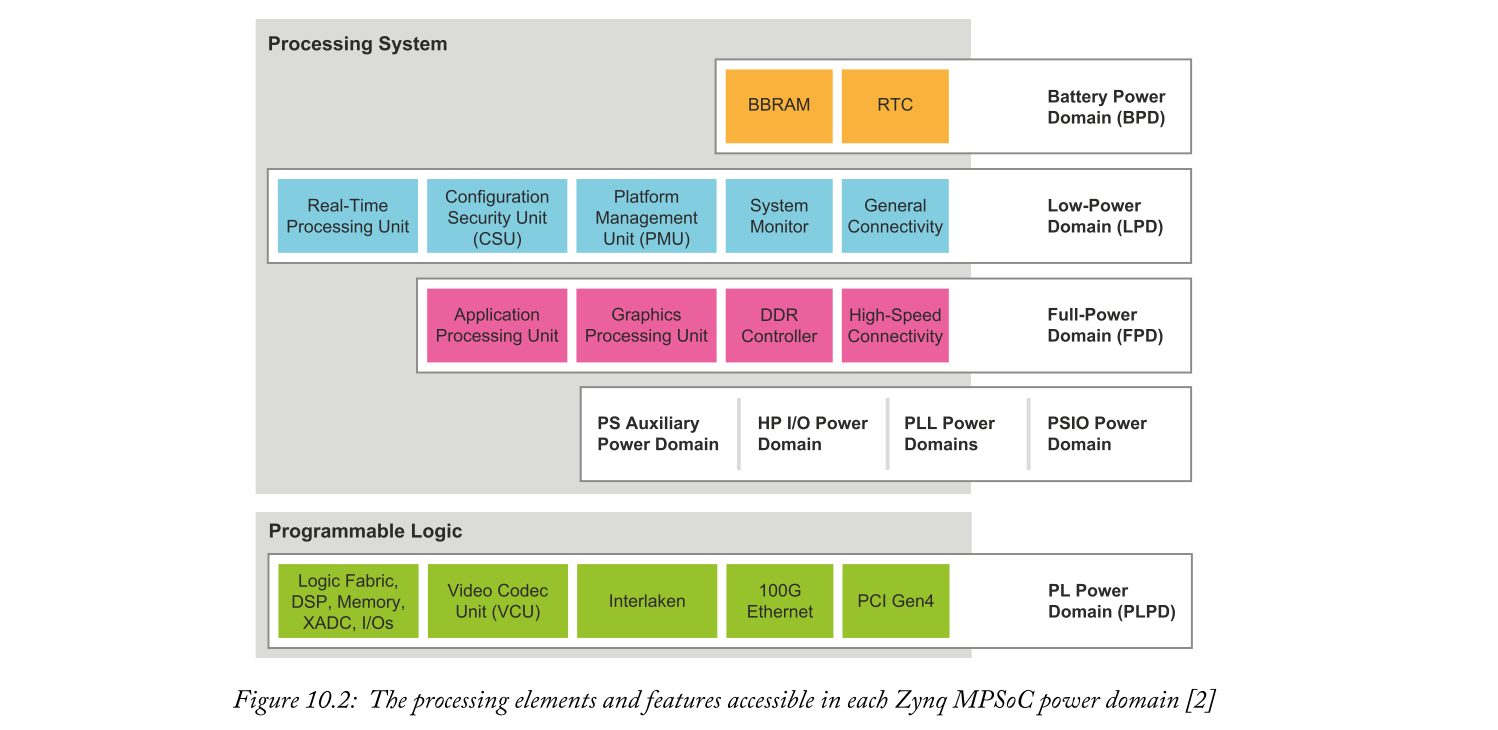 Processing System
BBRAM
RTC
Battery Power
Domain (BPD)
Real-Time
Processing Unit
Configuration
Security Unit
(CSU)
Platform
Management
Unit (PMU)
System
Monitor
General
Connectivity
Low-Power
Domain (LPD)
Application
Processing Unit
Graphics
Processing Unit
DDR
Controller
High-Speed
Connectivity
Full-Power
Domain (FPD)
PS Auxiliary
Power Domain
HP I/O Power
Domain
PLL Power
Domains
PSIO Power
Domain
Programmable Logic
Logic Fabric,
DSP, Memory,
XADC, I/Os
Video Codec
Unit (VCU)
Interlaken
100G
Ethernet
PCI Gen4
PL Power
Domain (PLPD)
Figure 10.2: The processing elements and features accessible in each Zynq MPSoC power domain [2]